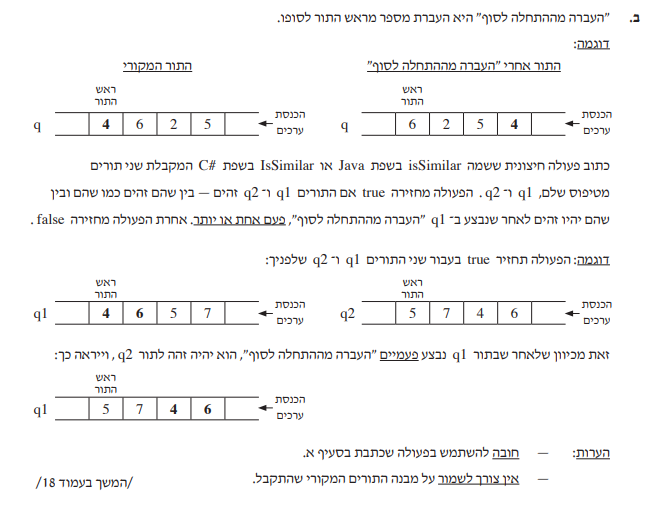 ב. "העברה מההתחלה לסוף" היא העברת מספר מראש התור לסופו.
דוגמה:
התור המקורי התור אחרי "העברה מההתחלה לסוף"
ראש התור ראש התור
q 4 6 2 5 הכנסת ערכים q 6 2 5 4 הכנסת ערכים
כתוב פעולה חיצונית ששמה isSimilar בשפת Java או IsSimilar בשפת C# המקבלת שני תורים
מטיפוס שלם, q1 ו־ q2 . הפעולה מחזירה true אם התורים q1 ו־ q2 זהים — בין שהם זהים כמו שהם ובין
שהם יהיו זהים לאחר שנבצע ב־ q1 "העברה מההתחלה לסוף", פעם אחת או יותר. אחרת הפעולה מחזירה false .
דוגמה: הפעולה תחזיר true בעבור שני התורים q1 ו־ q2 שלפניך:
ראש התור ראש התור
q1 4 6 5 7 הכנסת ערכים q2 5 7 4 6 הכנסת ערכים
זאת מכיוון שלאחר שבתור q1 נבצע פעמיים "העברה מההתחלה לסוף", הוא יהיה זהה לתור q2 , וייראה כך:
ראש התור
q1 5 7 4 6 הכנסת ערכים
הערות: — חובה להשתמש בפעולה שכתבת בסעיף א.
— אין צורך לשמור על מבנה התורים המקורי שהתקבל.
/המשך בעמוד 18/